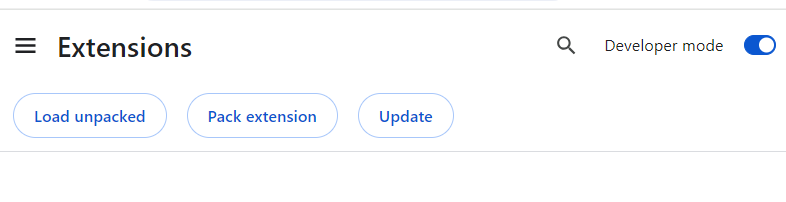 Extensions
Developer mode
Load unpacked
Pack extension
Update